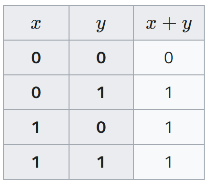 x y x + y
0 0 0
0 1 1
1 0 1
1 1 1